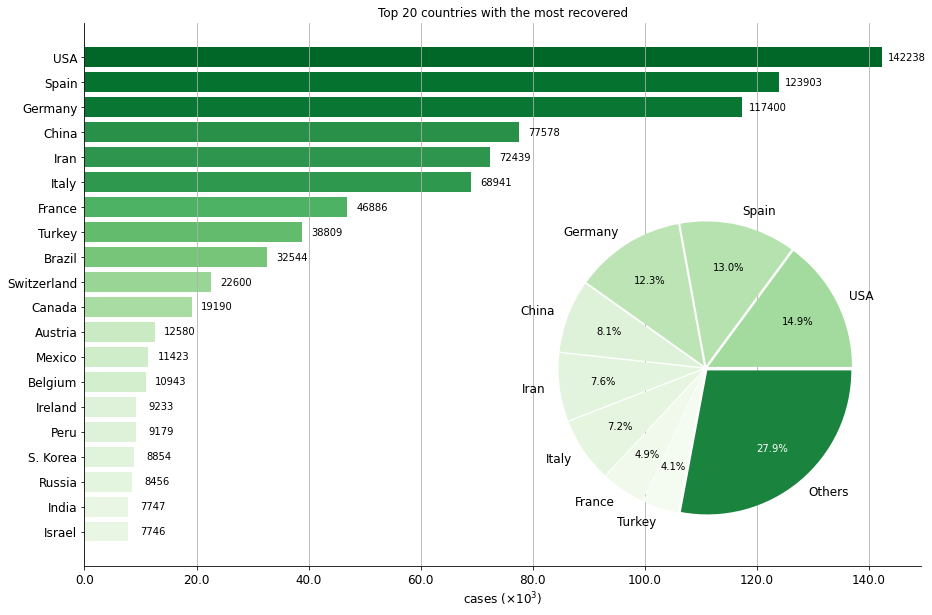 Top 20 countries with the most recovered
USA 142238
Spain 123903
Germany 117400
China 77578
Iran 72439
Italy 68941
France 46886
Turkey 38809
Brazil 32544
Switzerland 22600
Canada 19190
Austria 12580
Mexico 11423
Belgium 10943
Ireland 9233
Peru 9179
S. Korea 8854
Russia 8456
India 7747
Israel 7746
0.0 20.0 40.0 60.0 80.0 100.0 120.0 140.0
cases (×10³)
USA 14.9%
Spain 13.0%
Germany 12.3%
China 8.1%
Iran 7.6%
Italy 7.2%
France 4.9%
Turkey 4.1%
Others 27.9%